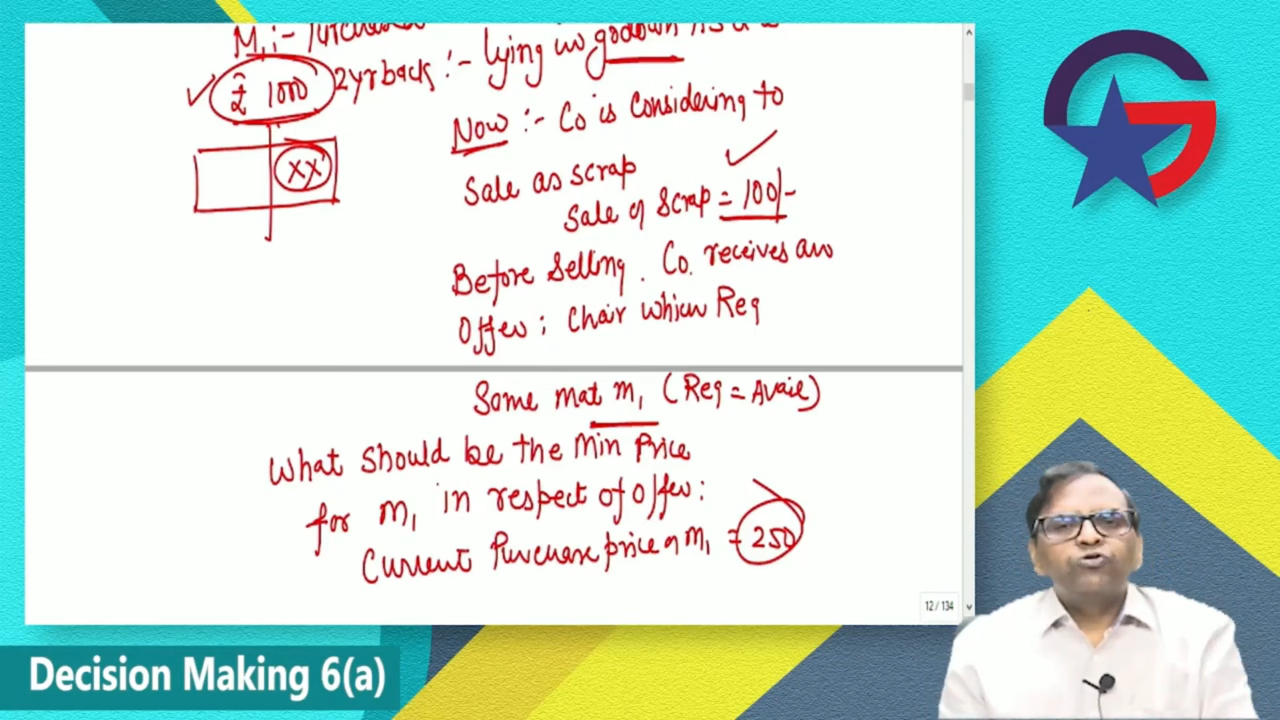 M1 :-
₹ 1000 2yr back :- lying in godown
XX
Now :- Co is considering to
Sale as scrap
Sale of Scrap = 100/-
Before Selling. Co. receives an
Offer : Chair which Req
Some mat M1 (Req = Avail)
What should be the Min Price
for M1 in respect of Offer :
Current Purchase price of M1 = 250
12 / 134
Decision Making 6(a)